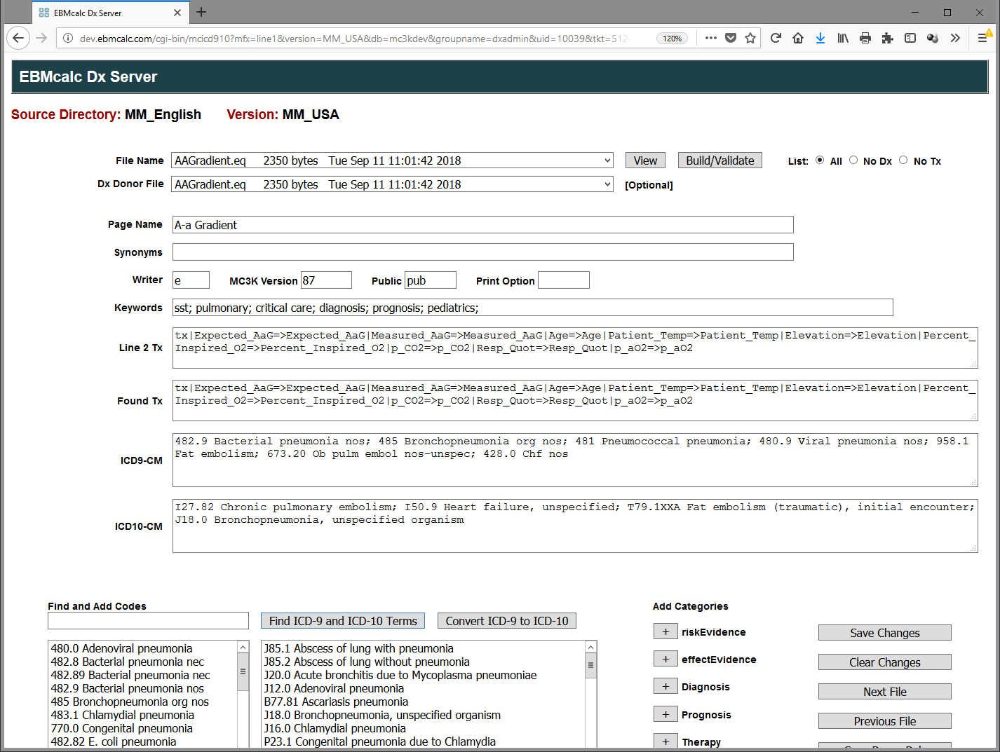 EBMcalc Dx Server
dev.ebmcalc.com/cgi-bin/mcicd910?mfx=line1&version=MM_USA&db=mc3kdev&groupname=dxadmin&uid=10039&tkt=512
120%
EBMcalc Dx Server
Source Directory: MM_English Version: MM_USA
File Name AAGradient.eq 2350 bytes Tue Sep 11 11:01:42 2018 View Build/Validate List: All No Dx No Tx
Dx Donor File AAGradient.eq 2350 bytes Tue Sep 11 11:01:42 2018 [Optional]
Page Name A-a Gradient
Synonyms
Writer e MC3K Version 87 Public pub Print Option
Keywords sst; pulmonary; critical care; diagnosis; prognosis; pediatrics;
Line 2 Tx
tx|Expected_AaG=>Expected_AaG|Measured_AaG=>Measured_AaG|Age=>Age|Patient_Temp=>Patient_Temp|Elevation=>Elevation|Percent_
Inspired_O2=>Percent_Inspired_O2|p_CO2=>p_CO2|Resp_Quot=>Resp_Quot|p_aO2=>p_aO2
Found Tx
tx|Expected_AaG=>Expected_AaG|Measured_AaG=>Measured_AaG|Age=>Age|Patient_Temp=>Patient_Temp|Elevation=>Elevation|Percent_
Inspired_O2=>Percent_Inspired_O2|p_CO2=>p_CO2|Resp_Quot=>Resp_Quot|p_aO2=>p_aO2
ICD9-CM
482.9 Bacterial pneumonia nos; 485 Bronchopneumonia org nos; 481 Pneumococcal pneumonia; 480.9 Viral pneumonia nos; 958.1
Fat embolism; 673.20 Ob pulm embol nos-unspec; 428.0 Chf nos
ICD10-CM
I27.82 Chronic pulmonary embolism; I50.9 Heart failure, unspecified; T79.1XXA Fat embolism (traumatic), initial encounter;
J18.0 Bronchopneumonia, unspecified organism
Find and Add Codes
Find ICD-9 and ICD-10 Terms Convert ICD-9 to ICD-10
480.0 Adenoviral pneumonia
482.8 Bacterial pneumonia nec
482.89 Bacterial pneumonia nec
482.9 Bacterial pneumonia nos
485 Bronchopneumonia org nos
483.1 Chlamydial pneumonia
770.0 Congenital pneumonia
482.82 E. coli pneumonia
J85.1 Abscess of lung with pneumonia
J85.2 Abscess of lung without pneumonia
J20.0 Acute bronchitis due to Mycoplasma pneumoniae
J12.0 Adenoviral pneumonia
B77.81 Ascariasis pneumonia
J18.0 Bronchopneumonia, unspecified organism
J16.0 Chlamydial pneumonia
P23.1 Congenital pneumonia due to Chlamydia
Add Categories
+ riskEvidence
+ effectEvidence
+ Diagnosis
+ Prognosis
+ Therapy
Save Changes
Clear Changes
Next File
Previous File